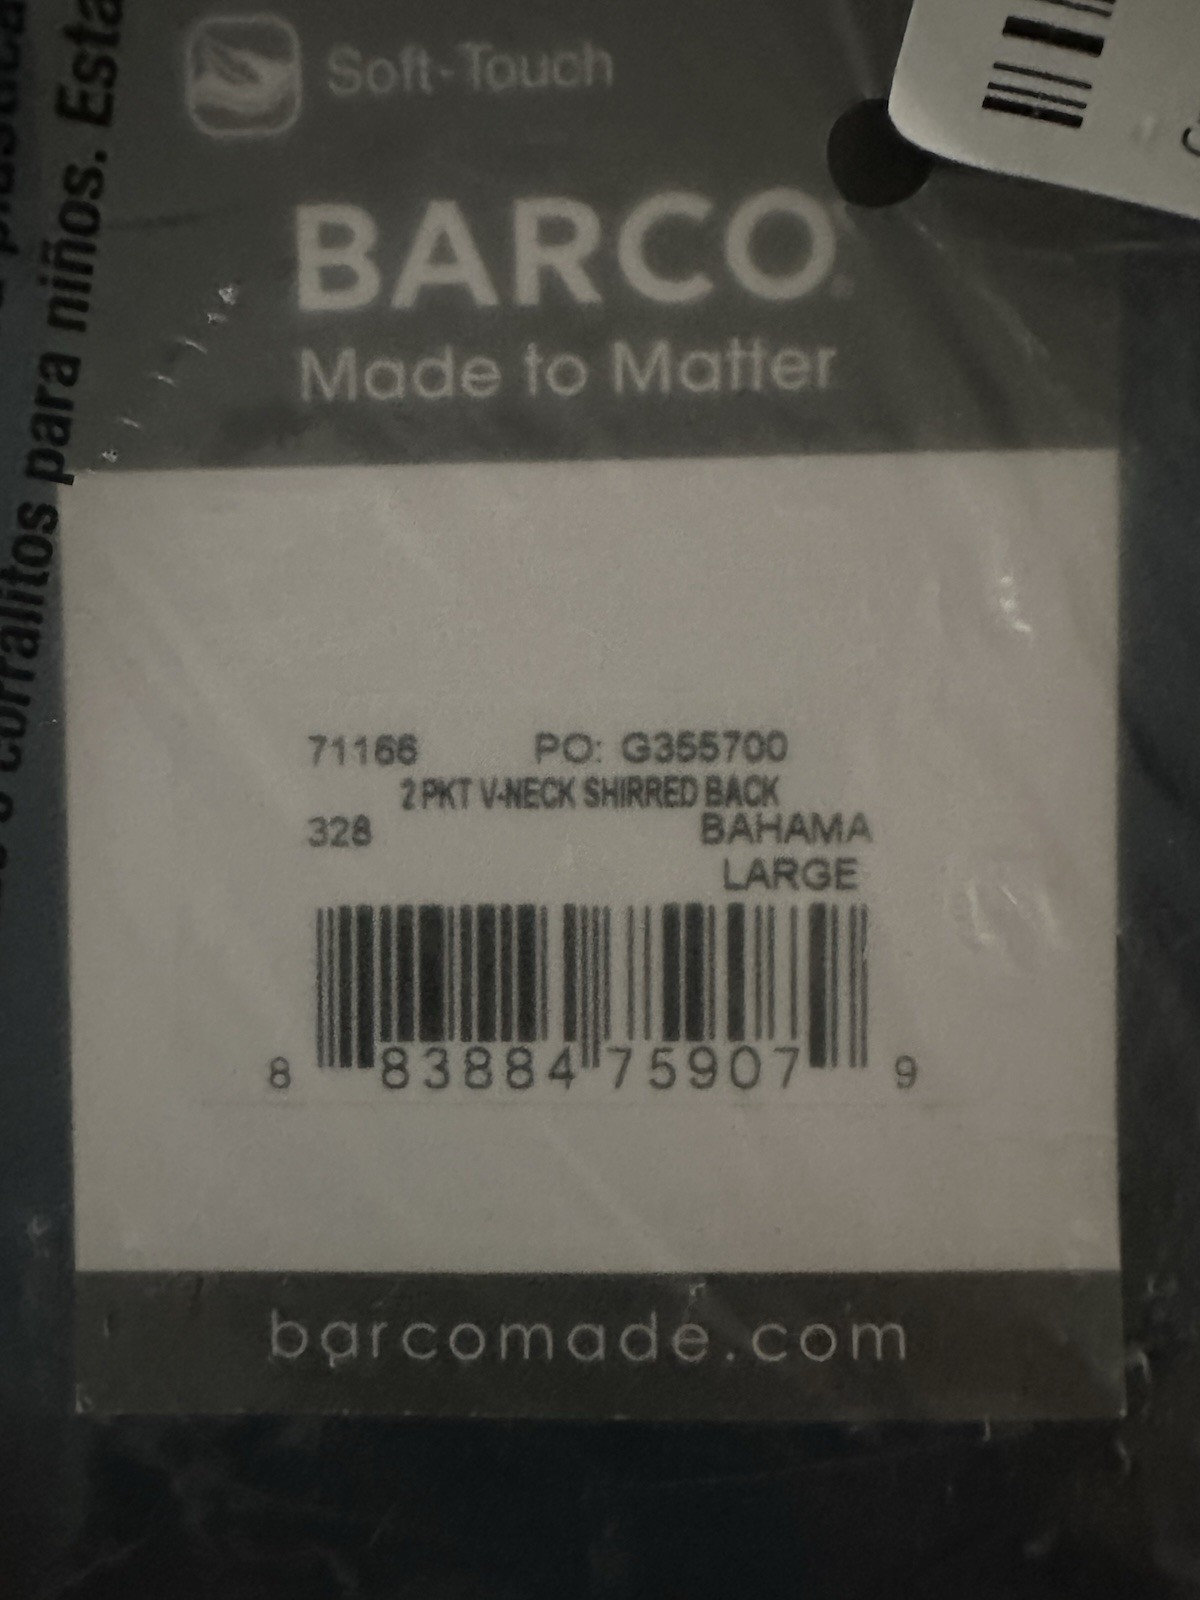 Soft-Touch
BARCO
Made to Matter
71166 PO: G355700
2 PKT V-NECK SHIRRED BACK
328 BAHAMA
LARGE
8 83884 75907 9
barcomade.com
corralitos para niños. Esta